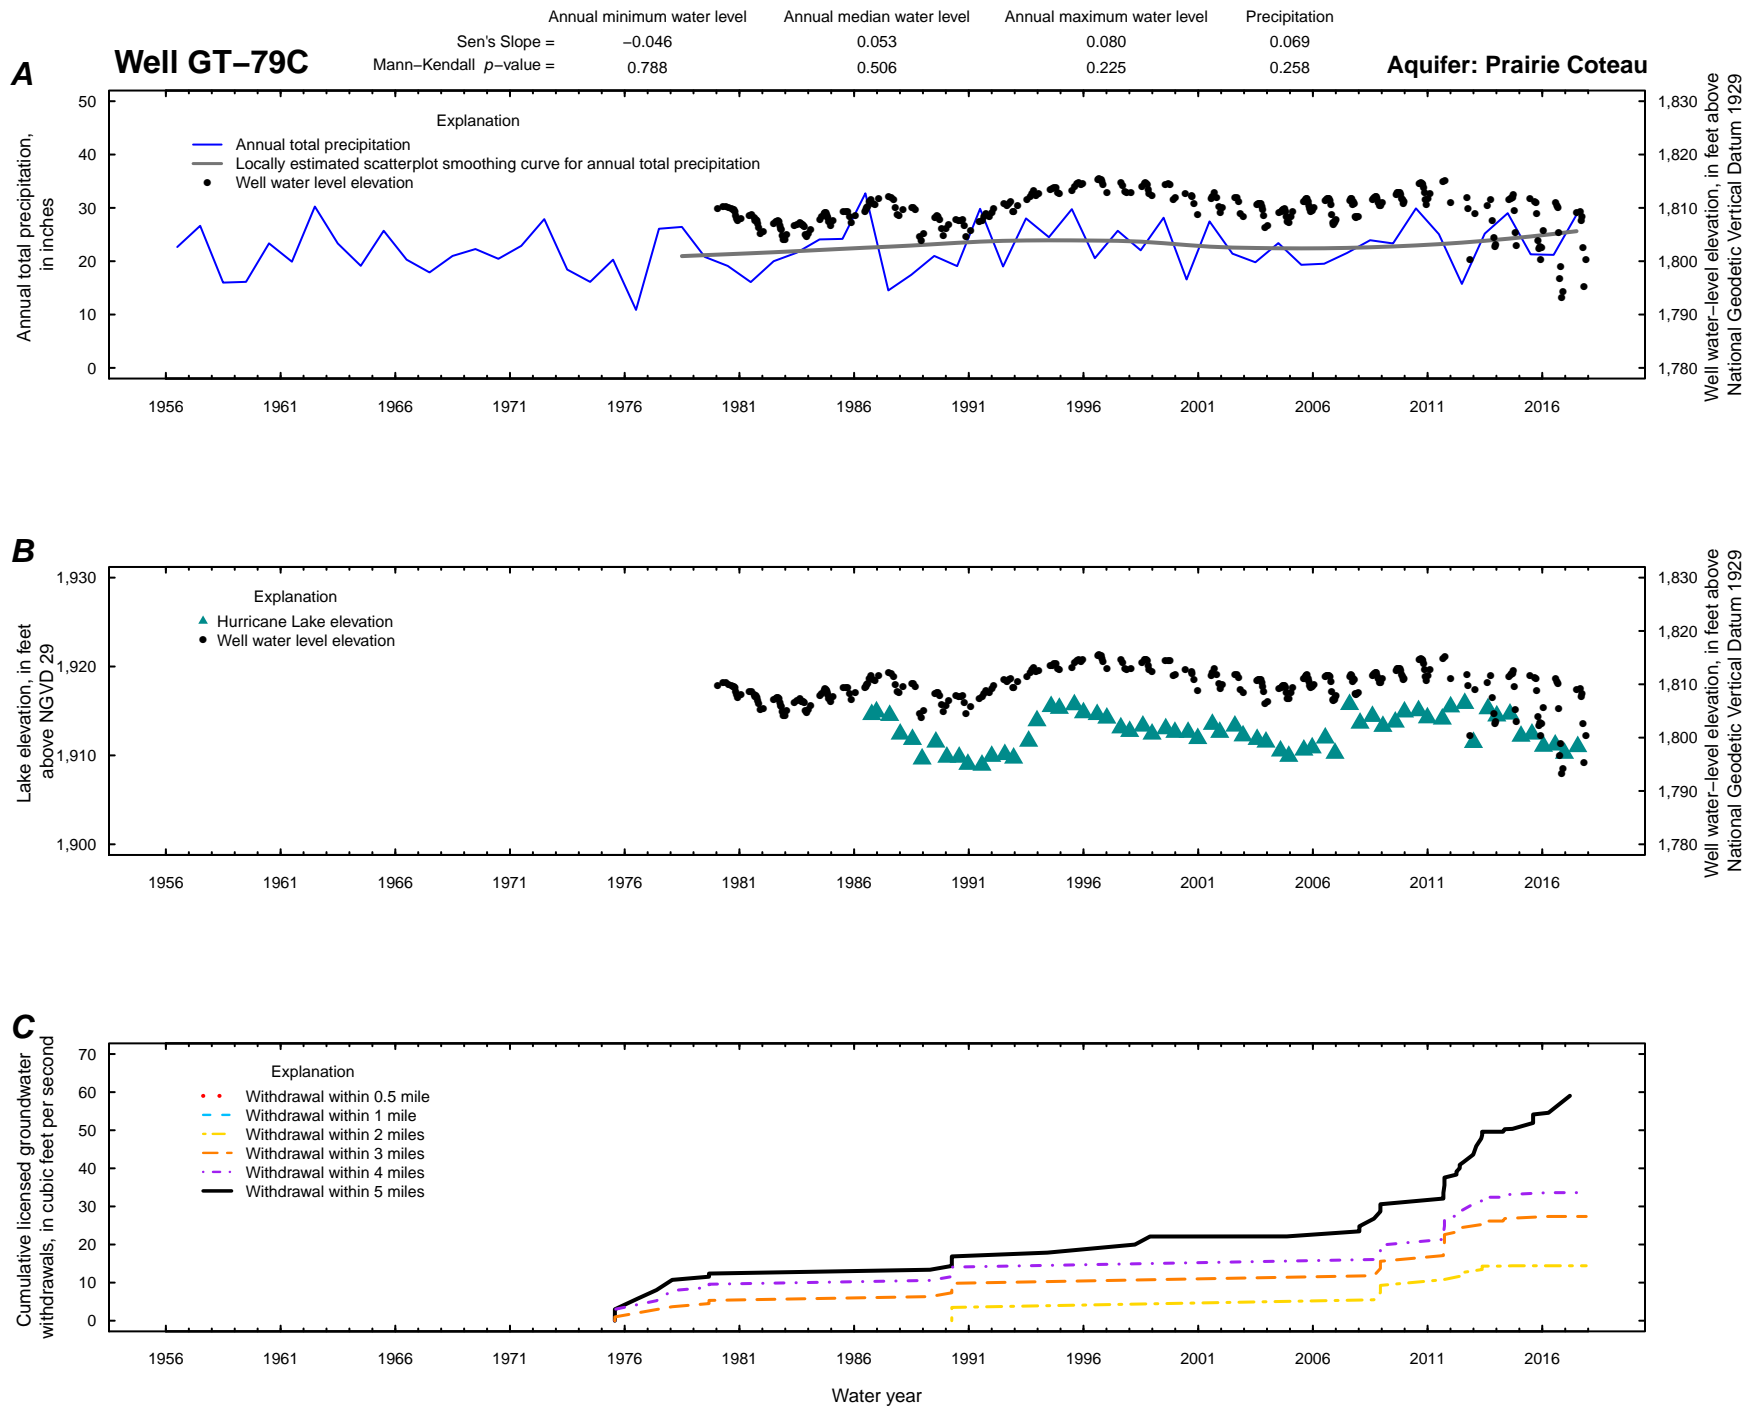 Annual minimum water level Annual median water level Annual maximum water level Precipitation
Sen's Slope = −0.046 0.053 0.080 0.069
Mann−Kendall p−value = 0.788 0.506 0.225 0.258
Well GT−79C
Aquifer: Prairie Coteau
A
Annual total precipitation,
in inches
50
40
30
20
10
0
Explanation
Annual total precipitation
Locally estimated scatterplot smoothing curve for annual total precipitation
Well water level elevation
1,830
1,820
1,810
1,800
1,790
1,780
Well water−level elevation, in feet above
National Geodetic Vertical Datum 1929
1956 1961 1966 1971 1976 1981 1986 1991 1996 2001 2006 2011 2016
B
Lake elevation, in feet
above NGVD 29
1,930
1,920
1,910
1,900
Explanation
Hurricane Lake elevation
Well water level elevation
1,830
1,820
1,810
1,800
1,790
1,780
Well water−level elevation, in feet above
National Geodetic Vertical Datum 1929
1956 1961 1966 1971 1976 1981 1986 1991 1996 2001 2006 2011 2016
C
Cumulative licensed groundwater
withdrawals, in cubic feet per second
70
60
50
40
30
20
10
0
Explanation
Withdrawal within 0.5 mile
Withdrawal within 1 mile
Withdrawal within 2 miles
Withdrawal within 3 miles
Withdrawal within 4 miles
Withdrawal within 5 miles
1956 1961 1966 1971 1976 1981 1986 1991 1996 2001 2006 2011 2016
Water year